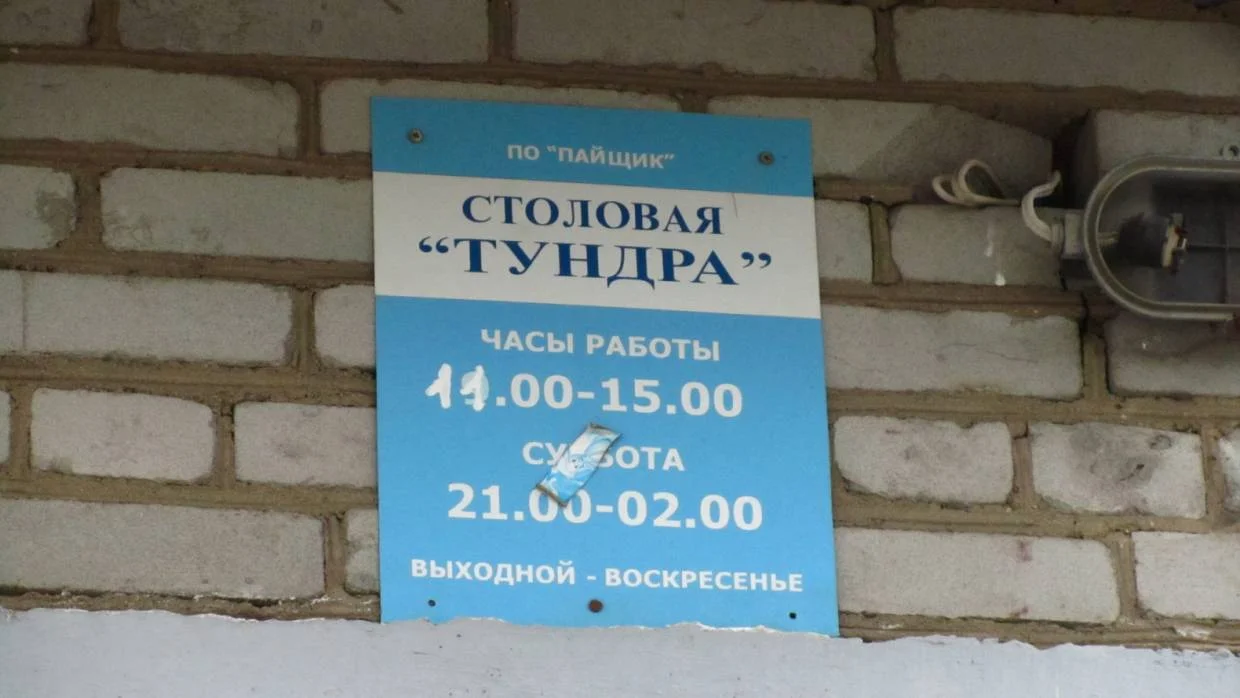 ПО "ПАЙЩИК"
СТОЛОВАЯ
“ТУНДРА”
ЧАСЫ РАБОТЫ
11.00-15.00
СУББОТА
21.00-02.00
ВЫХОДНОЙ - ВОСКРЕСЕНЬЕ